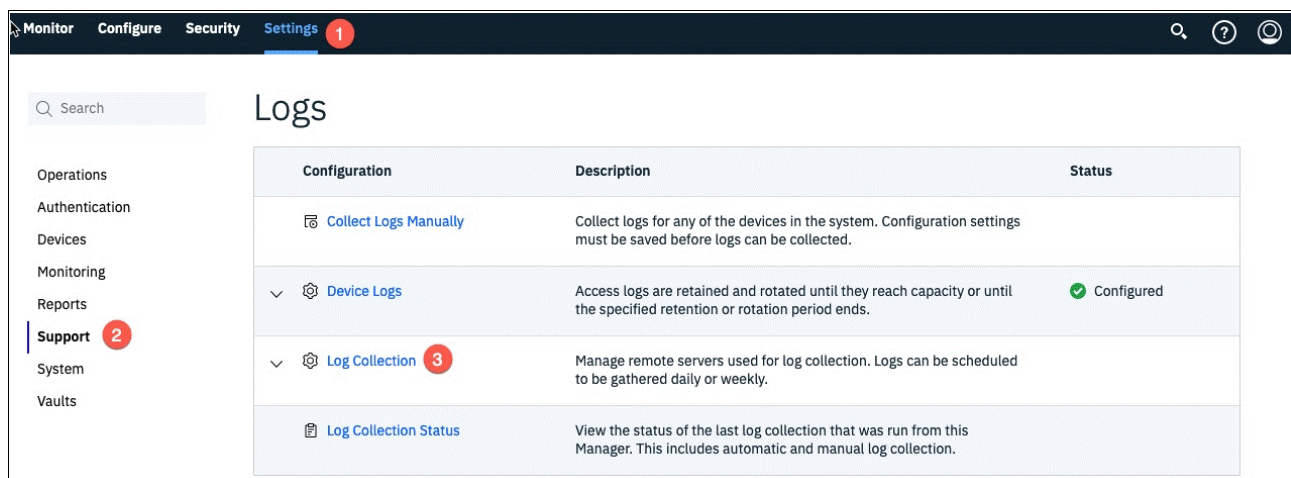 Monitor Configure Security Settings 1
?
Search
Logs
Configuration Description Status
Operations
Authentication
Devices
Monitoring
Reports
Support 2
System
Vaults
Collect Logs Manually
Collect logs for any of the devices in the system. Configuration settings
must be saved before logs can be collected.
Device Logs
Access logs are retained and rotated until they reach capacity or until
the specified retention or rotation period ends.
Configured
Log Collection 3
Manage remote servers used for log collection. Logs can be scheduled
to be gathered daily or weekly.
Log Collection Status
View the status of the last log collection that was run from this
Manager. This includes automatic and manual log collection.